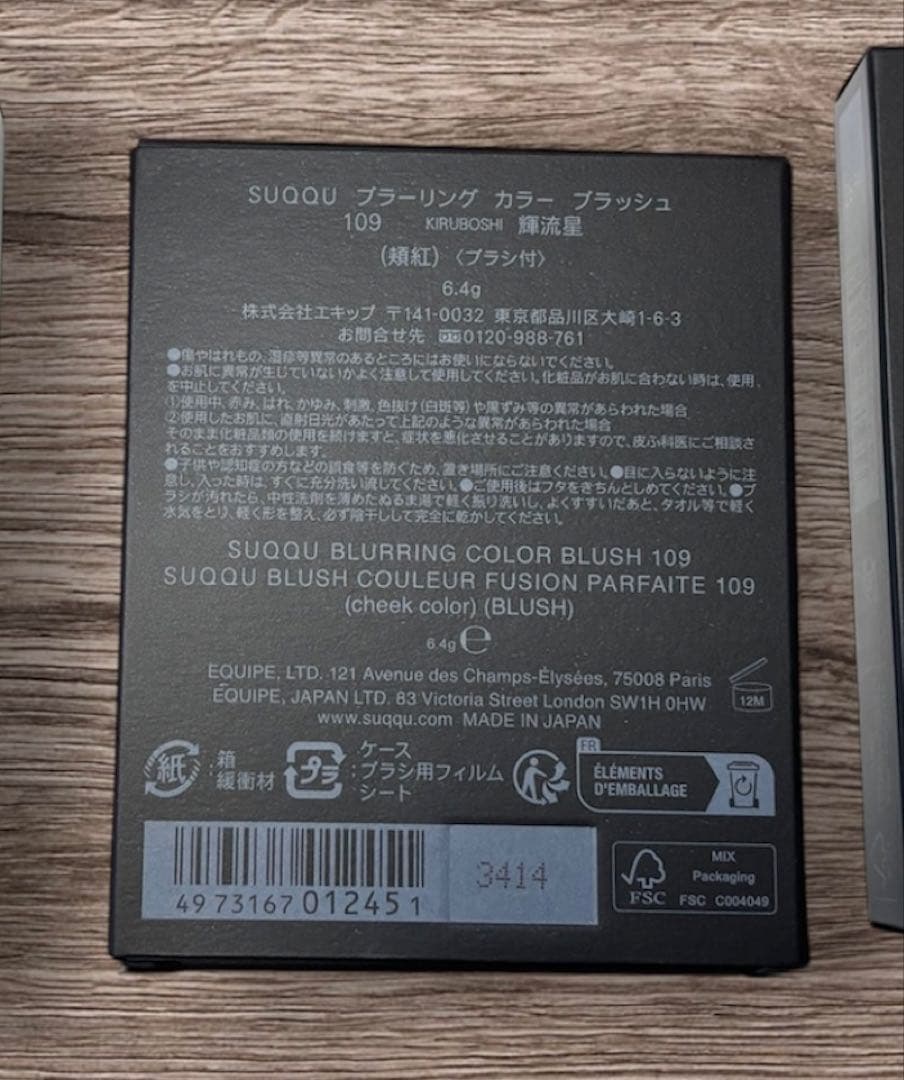 SUQQU ブラーリング カラー ブラッシュ
109 KIRUBOSHI 輝流星
(頬紅)〈ブラシ付〉
6.4g
株式会社エキップ 〒141-0032 東京都品川区大崎1-6-3
お問合せ先 0120-988-761
●傷やはれもの、湿疹等異常のあるところにはお使いにならないでください。
●お肌に異常が生じていないかよく注意して使用してください。化粧品がお肌に合わない時は、使用
を中止してください。
①使用中、赤み、はれ、かゆみ、刺激、色抜け(白斑等)や黒ずみ等の異常があらわれた場合
②使用したお肌に、直射日光があたって上記のような異常があらわれた場合
そのまま化粧品類の使用を続けますと、症状を悪化させることがありますので、皮ふ科医にご相談さ
れることをおすすめします。
●子供や認知症の方などの誤食等を防ぐため、置き場所にご注意ください。●目に入らないように注
意し、入った時は、すぐに充分洗い流してください。●ご使用後はフタをきちんとしめてください。●ブ
ラシが汚れたら、中性洗剤を薄めたぬるま湯で軽く振り洗いし、よくすすいだあと、タオル等で軽く
水気をとり、軽く形を整え、必ず陰干しして完全に乾かしてください。
SUQQU BLURRING COLOR BLUSH 109
SUQQU BLUSH COULEUR FUSION PARFAITE 109
(cheek color) (BLUSH)
6.4g e
EQUIPE, LTD. 121 Avenue des Champs-Élysées, 75008 Paris
EQUIPE, JAPAN LTD. 83 Victoria Street London SW1H 0HW
www.suqqu.com MADE IN JAPAN
12M
紙 : 箱
緩衝材
プラ : ケース
ブラシ用フィルム
シート
FR
ÉLÉMENTS
D'EMBALLAGE
4973167012451
3414
FSC
MIX
Packaging
FSC C004049